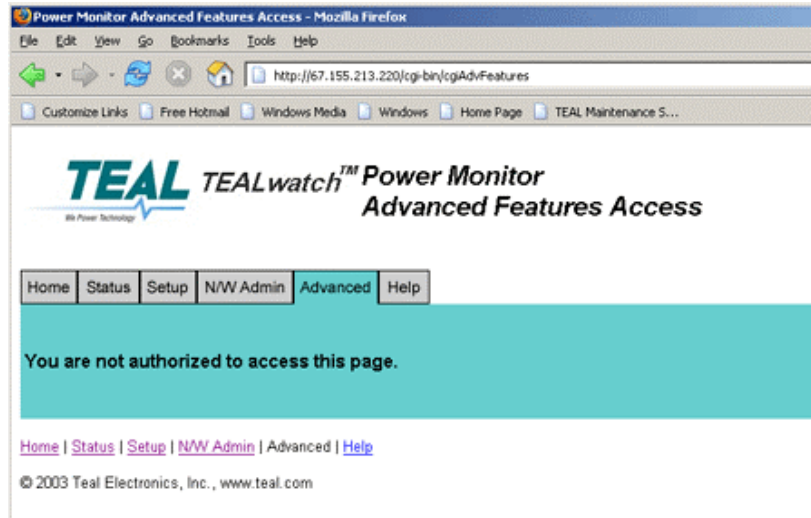 Power Monitor Advanced Features Access - Mozilla Firefox
File Edit View Go Bookmarks Tools Help
http://67.155.213.220/cgi-bin/cgiAdvFeatures
Customize Links Free Hotmail Windows Media Windows Home Page TEAL Maintenance S...
TEAL TEALwatch™ Power Monitor
We Power Technology Advanced Features Access
Home Status Setup N/W Admin Advanced Help
You are not authorized to access this page.
Home | Status | Setup | N/W Admin | Advanced | Help
© 2003 Teal Electronics, Inc., www.teal.com